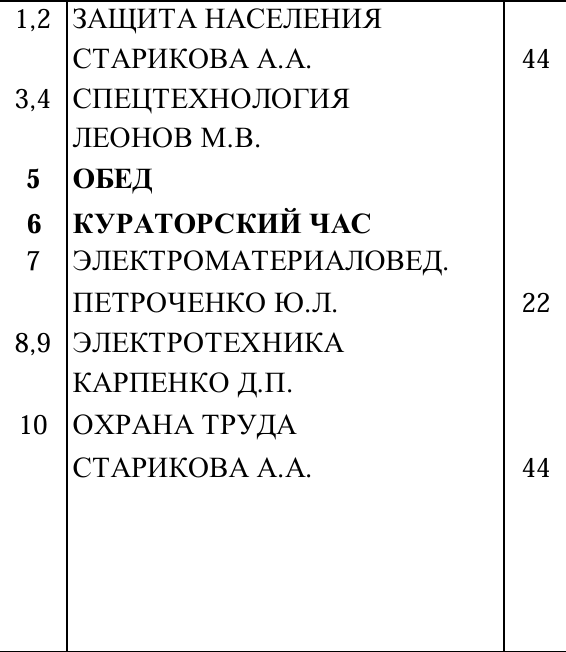 1,2 ЗАЩИТА НАСЕЛЕНИЯ
СТАРИКОВА А.А. 44
3,4 СПЕЦТЕХНОЛОГИЯ
ЛЕОНОВ М.В.
5 ОБЕД
6 КУРАТОРСКИЙ ЧАС
7 ЭЛЕКТРОМАТЕРИАЛОВЕД.
ПЕТРОЧЕНКО Ю.Л. 22
8,9 ЭЛЕКТРОТЕХНИКА
КАРПЕНКО Д.П.
10 ОХРАНА ТРУДА
СТАРИКОВА А.А. 44